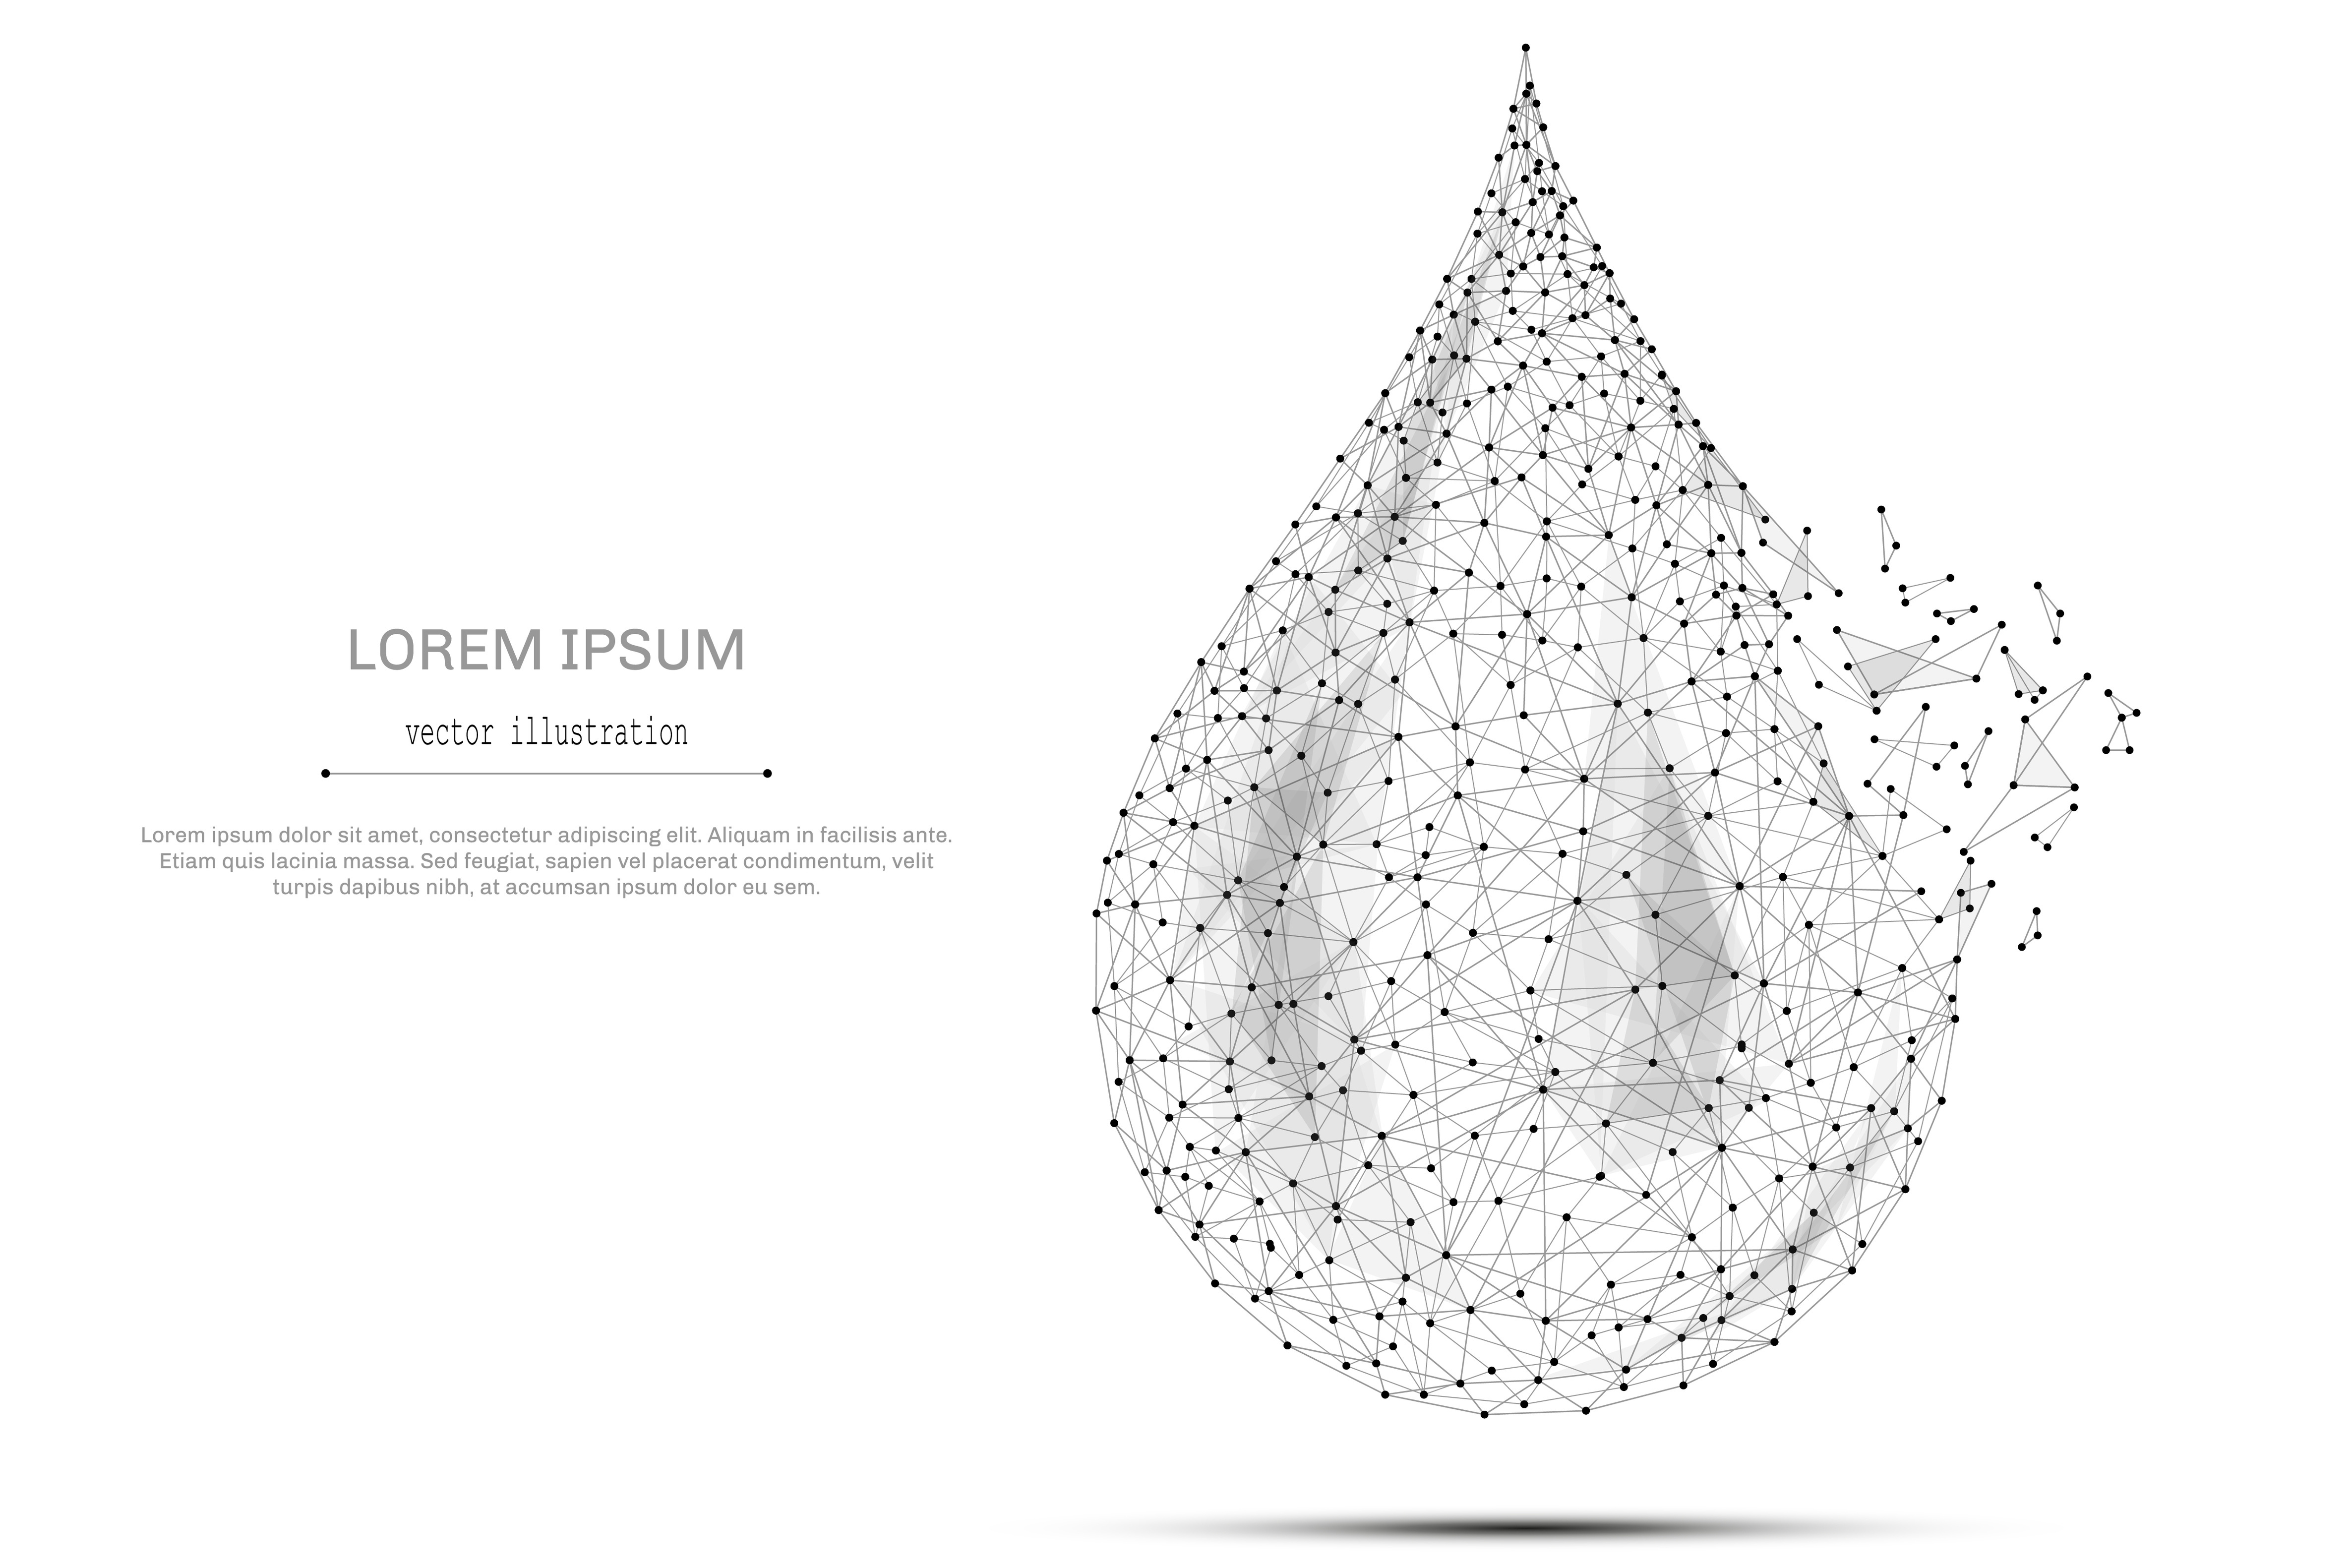 LOREM IPSUM
vector illustration
Lorem ipsum dolor sit amet, consectetur adipiscing elit. Aliquam in facilisis ante.
Etiam quis lacinia massa. Sed feugiat, sapien vel placerat condimentum, velit
turpis dapibus nibh, at accumsan ipsum dolor eu sem.